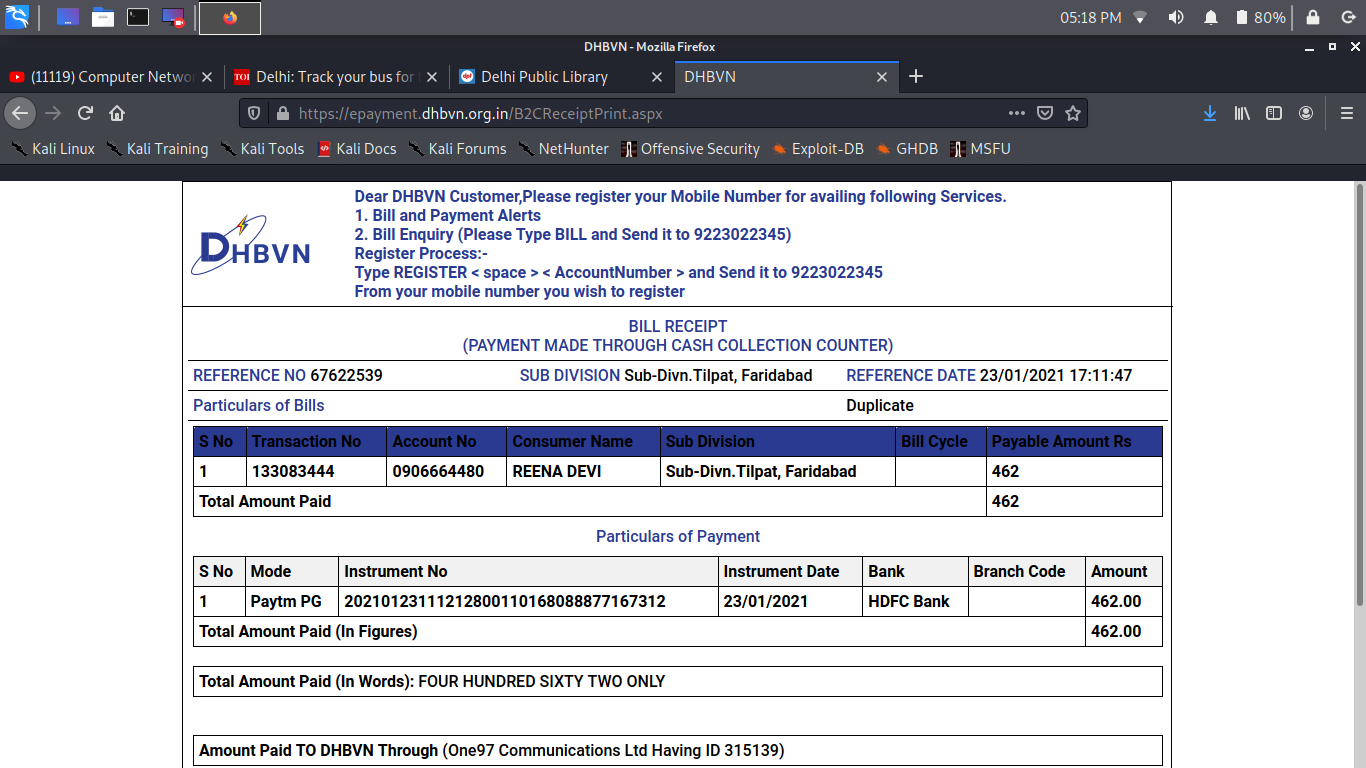 05:18 PM 80%
DHBVN - Mozilla Firefox
(11119) Computer Netwo
TOI Delhi: Track your bus for
dpl Delhi Public Library
DHBVN
https://epayment.dhbvn.org.in/B2CReceiptPrint.aspx
Kali Linux Kali Training Kali Tools Kali Docs Kali Forums NetHunter Offensive Security Exploit-DB GHDB MSFU
DHBVN
Dear DHBVN Customer,Please register your Mobile Number for availing following Services.
1. Bill and Payment Alerts
2. Bill Enquiry (Please Type BILL and Send it to 9223022345)
Register Process:-
Type REGISTER < space > < AccountNumber > and Send it to 9223022345
From your mobile number you wish to register
BILL RECEIPT
(PAYMENT MADE THROUGH CASH COLLECTION COUNTER)
REFERENCE NO 67622539 SUB DIVISION Sub-Divn.Tilpat, Faridabad REFERENCE DATE 23/01/2021 17:11:47
Particulars of Bills Duplicate
S No Transaction No Account No Consumer Name Sub Division Bill Cycle Payable Amount Rs
1 133083444 0906664480 REENA DEVI Sub-Divn.Tilpat, Faridabad 462
Total Amount Paid 462
Particulars of Payment
S No Mode Instrument No Instrument Date Bank Branch Code Amount
1 Paytm PG 20210123111212800110168088877167312 23/01/2021 HDFC Bank 462.00
Total Amount Paid (In Figures) 462.00
Total Amount Paid (In Words): FOUR HUNDRED SIXTY TWO ONLY
Amount Paid TO DHBVN Through (One97 Communications Ltd Having ID 315139)